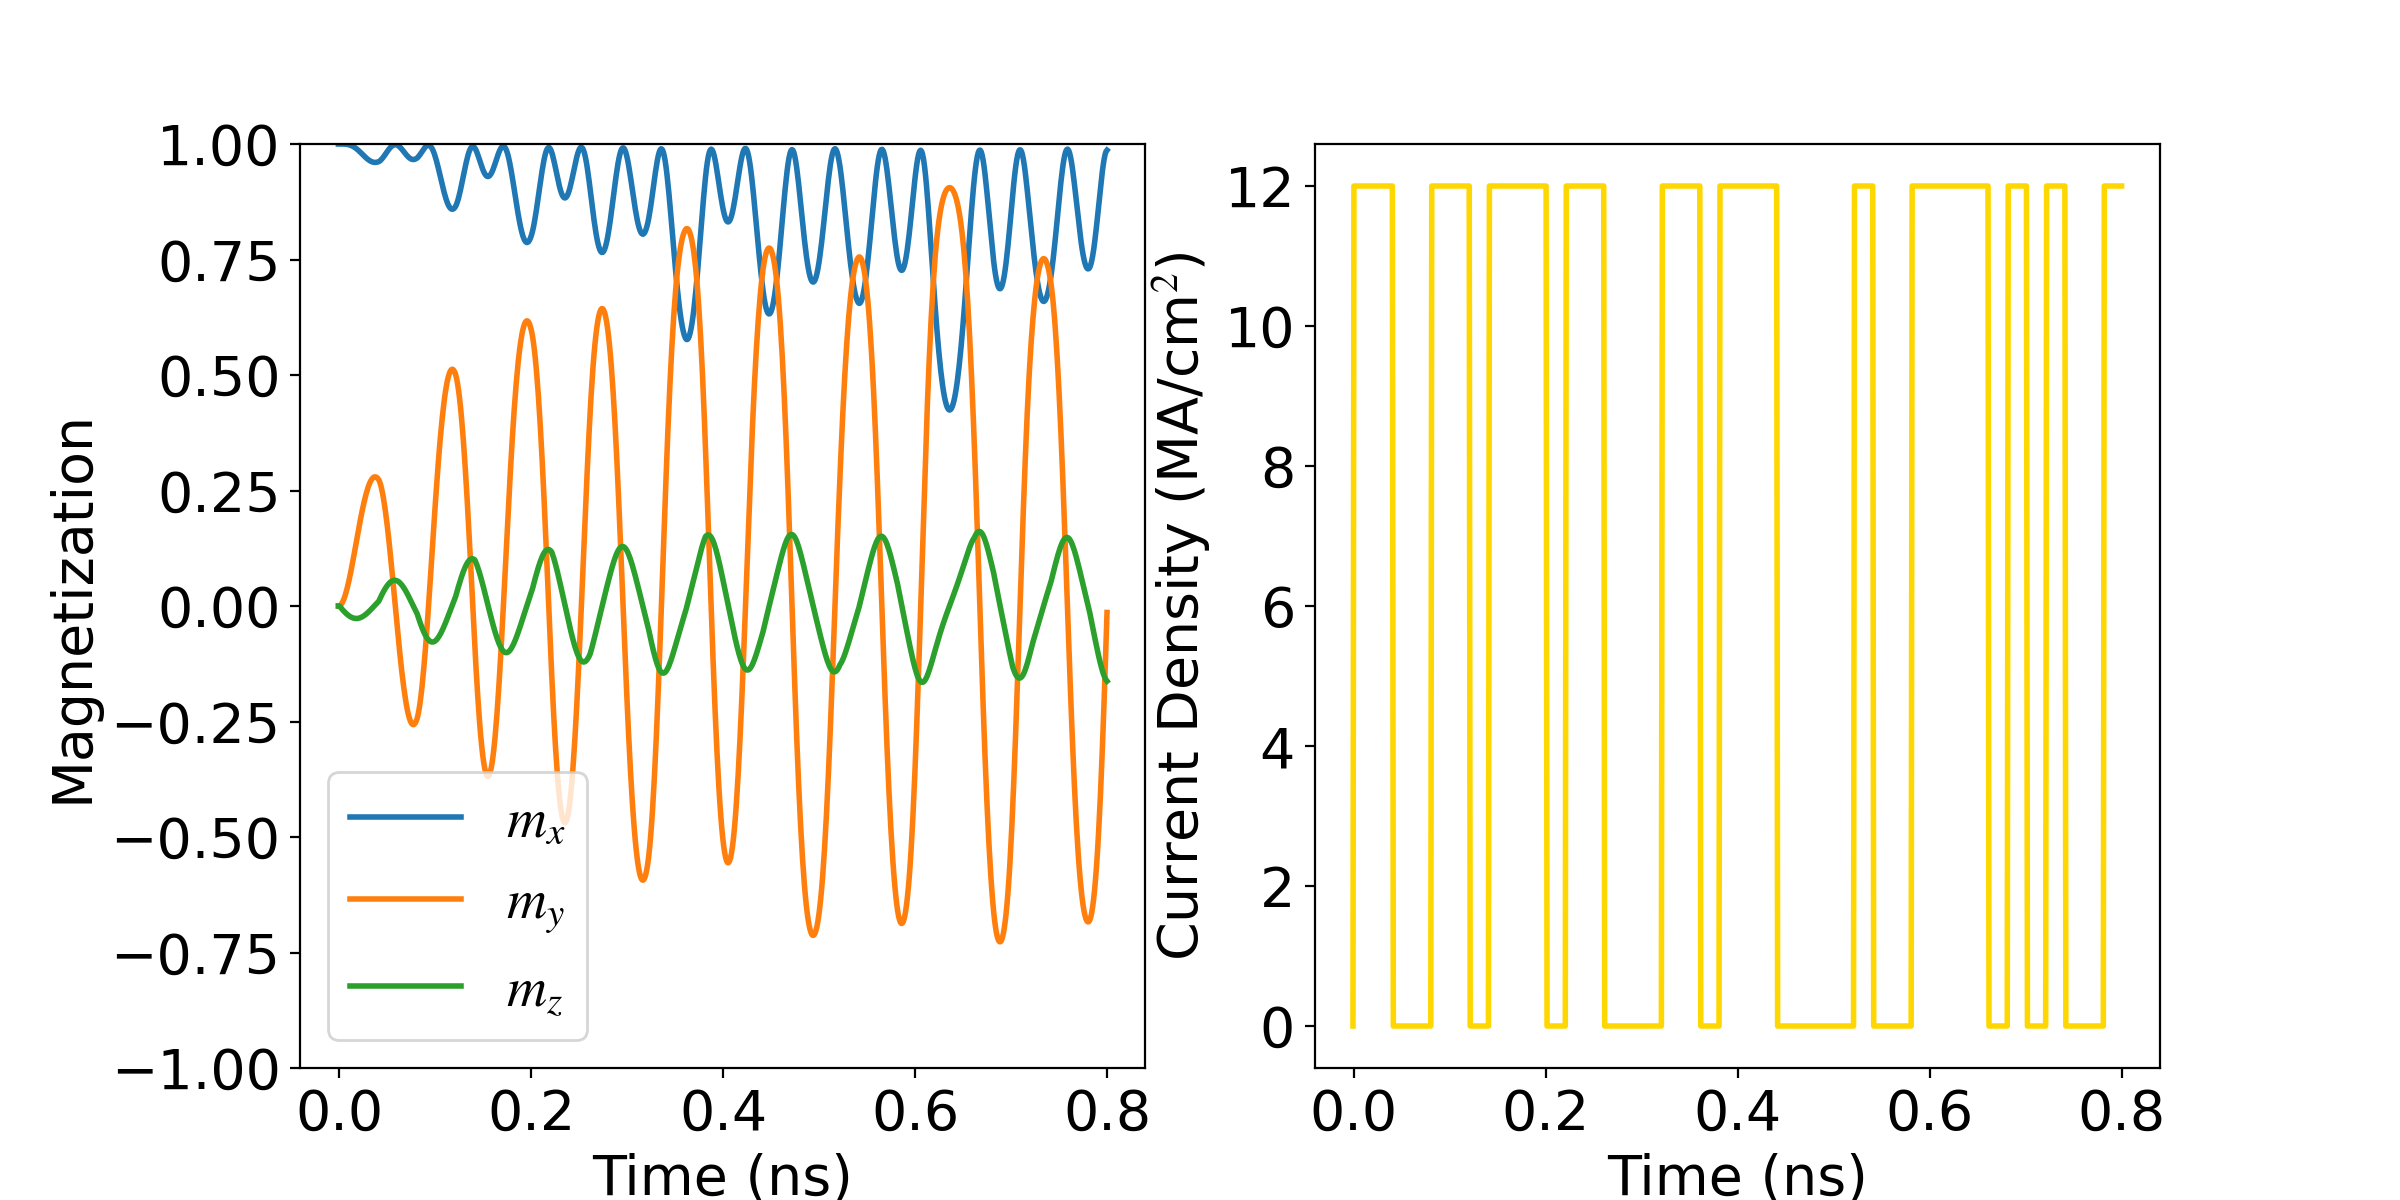 Magnetization
1.00
0.75
0.50
0.25
0.00
−0.25
−0.50
−0.75
−1.00
m_x
m_y
m_z
0.0 0.2 0.4 0.6 0.8
Time (ns)
Current Density (MA/cm²)
12
10
8
6
4
2
0
0.0 0.2 0.4 0.6 0.8
Time (ns)